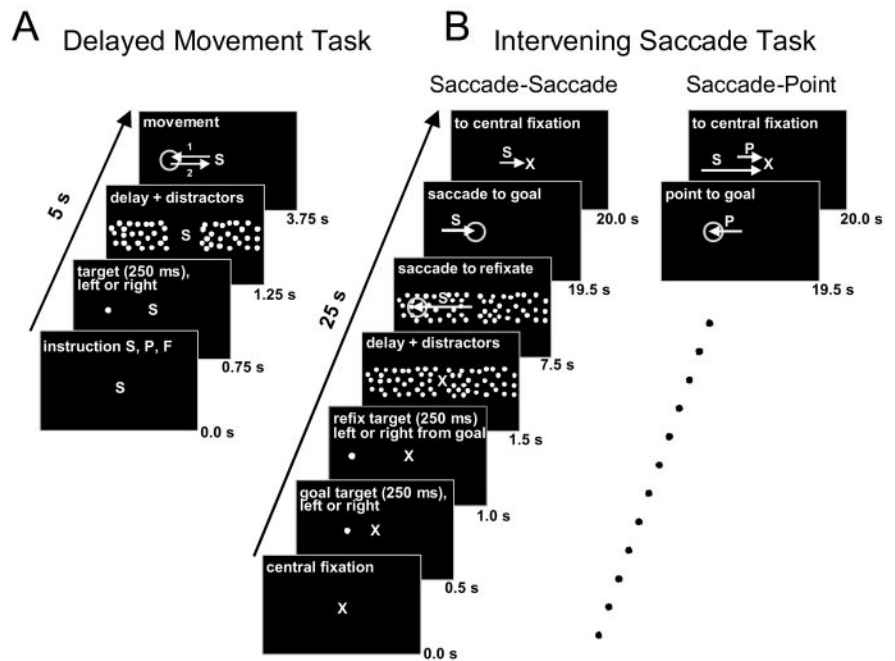 A
Delayed Movement Task
movement
1
S
2
3.75 s
delay + distractors
S
1.25 s
target (250 ms),
left or right
S
0.75 s
instruction S, P, F
S
0.0 s
5 s
B
Intervening Saccade Task
Saccade-Saccade
to central fixation
S
X
20.0 s
saccade to goal
S
19.5 s
saccade to refixate
S
7.5 s
delay + distractors
X
1.5 s
refix target (250 ms)
left or right from goal
X
1.0 s
goal target (250 ms),
left or right
X
0.5 s
central fixation
X
0.0 s
25 s
Saccade-Point
to central fixation
P
S
X
20.0 s
point to goal
P
19.5 s